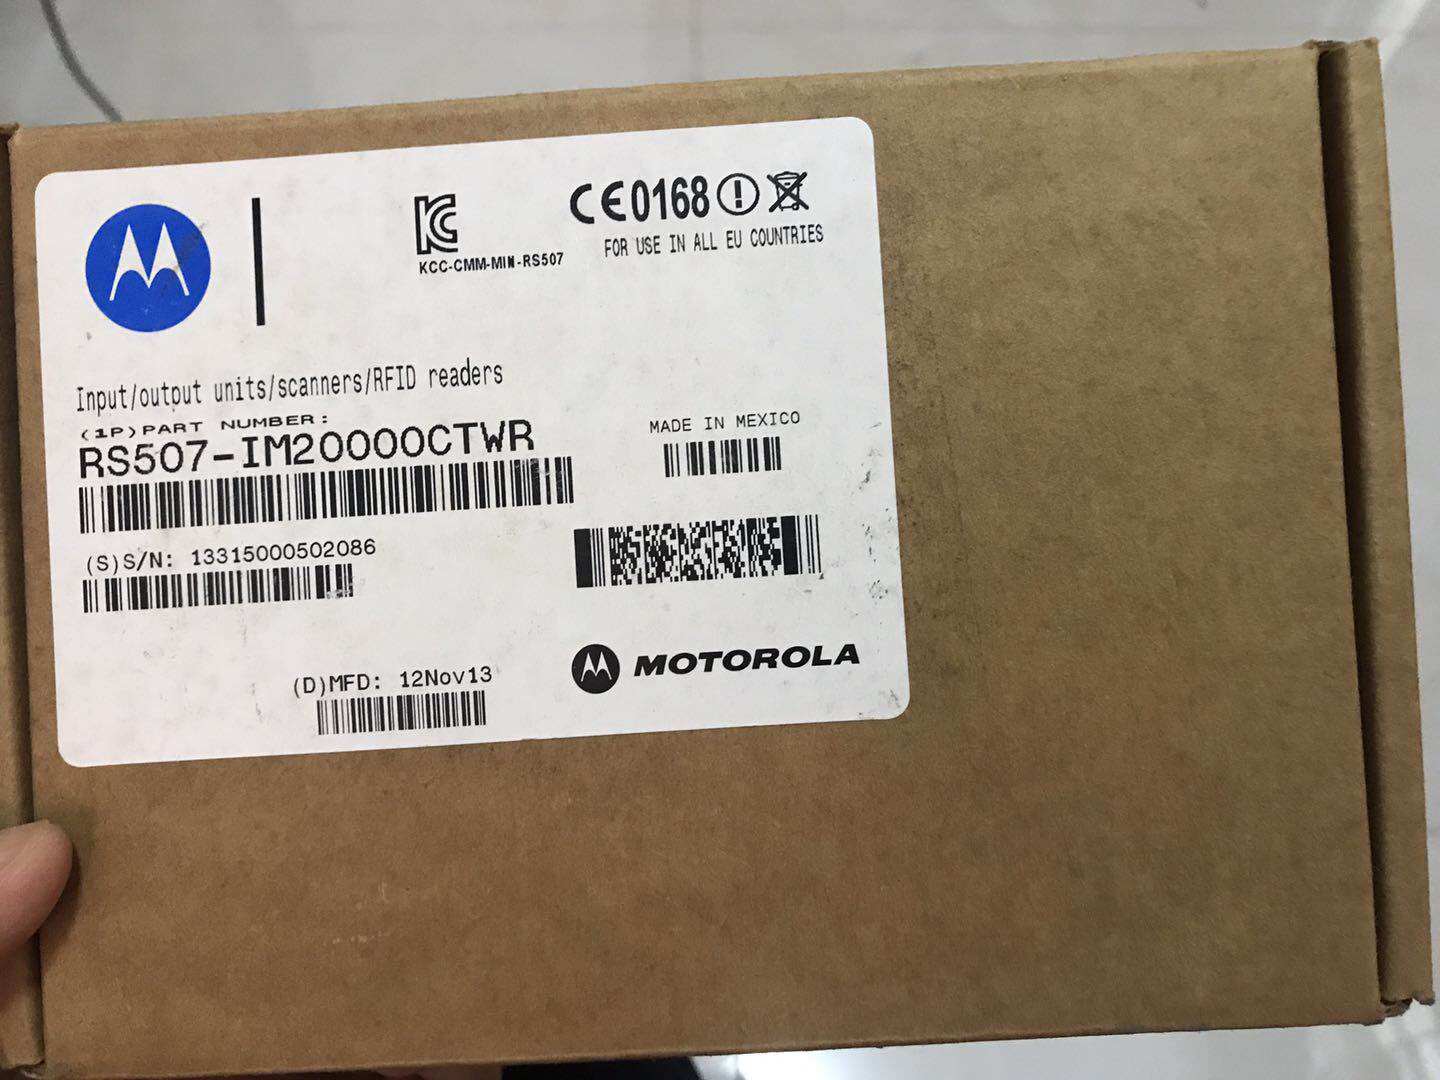 KCC-CMM-MIM-RS507
CE0168
FOR USE IN ALL EU COUNTRIES
Input/output units/scanners/RFID readers
(1P)PART NUMBER:
RS507-IM20000CTWR
MADE IN MEXICO
(S)S/N: 13315000502086
(D)MFD: 12Nov13
MOTOROLA